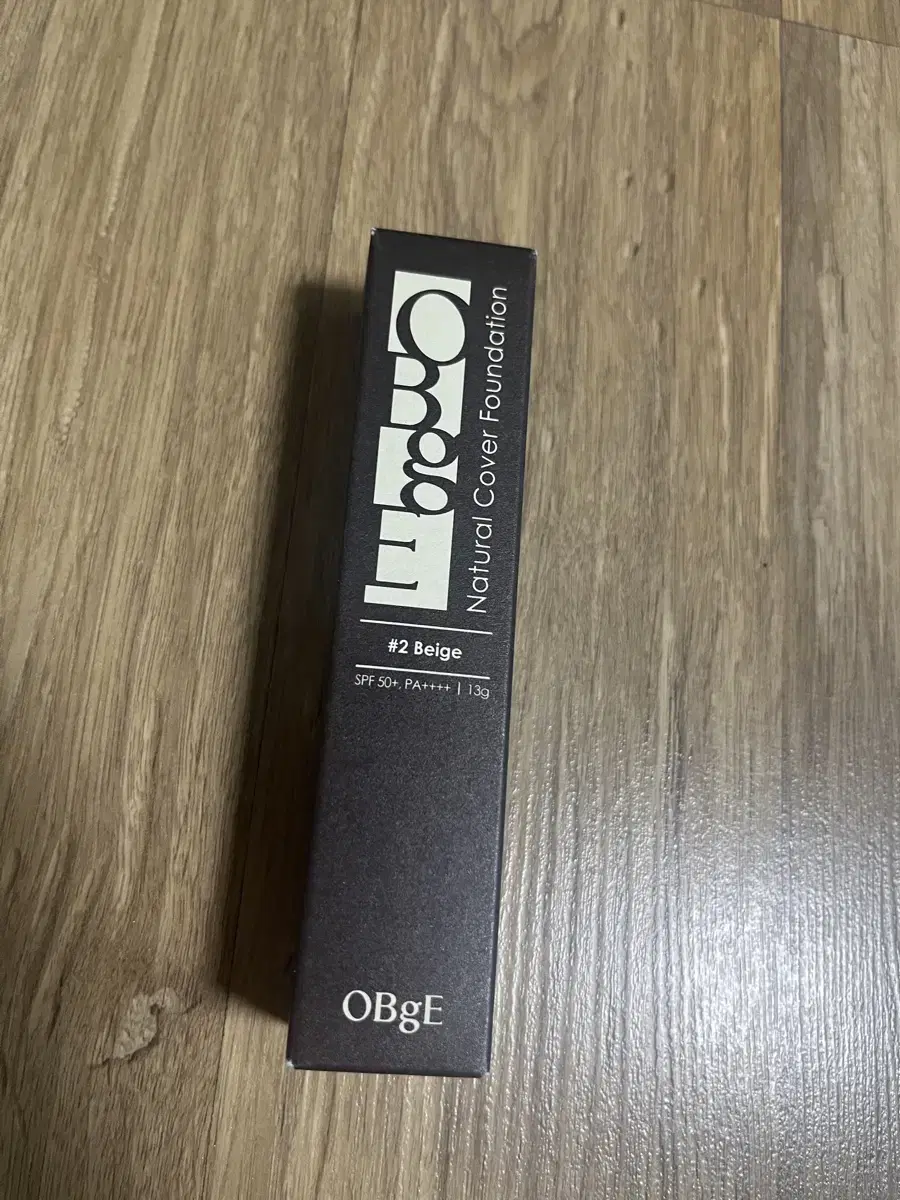 OBgE
Natural Cover Foundation
#2 Beige
SPF 50+, PA++++ | 13g
OBgE